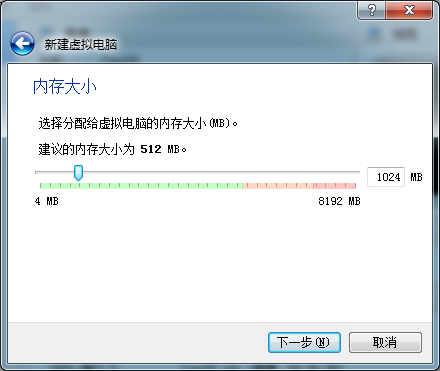 新建虚拟电脑
内存大小
选择分配给虚拟电脑的内存大小(MB)。
建议的内存大小为 512 MB。
1024 MB
4 MB 8192 MB
下一步(N) 取消